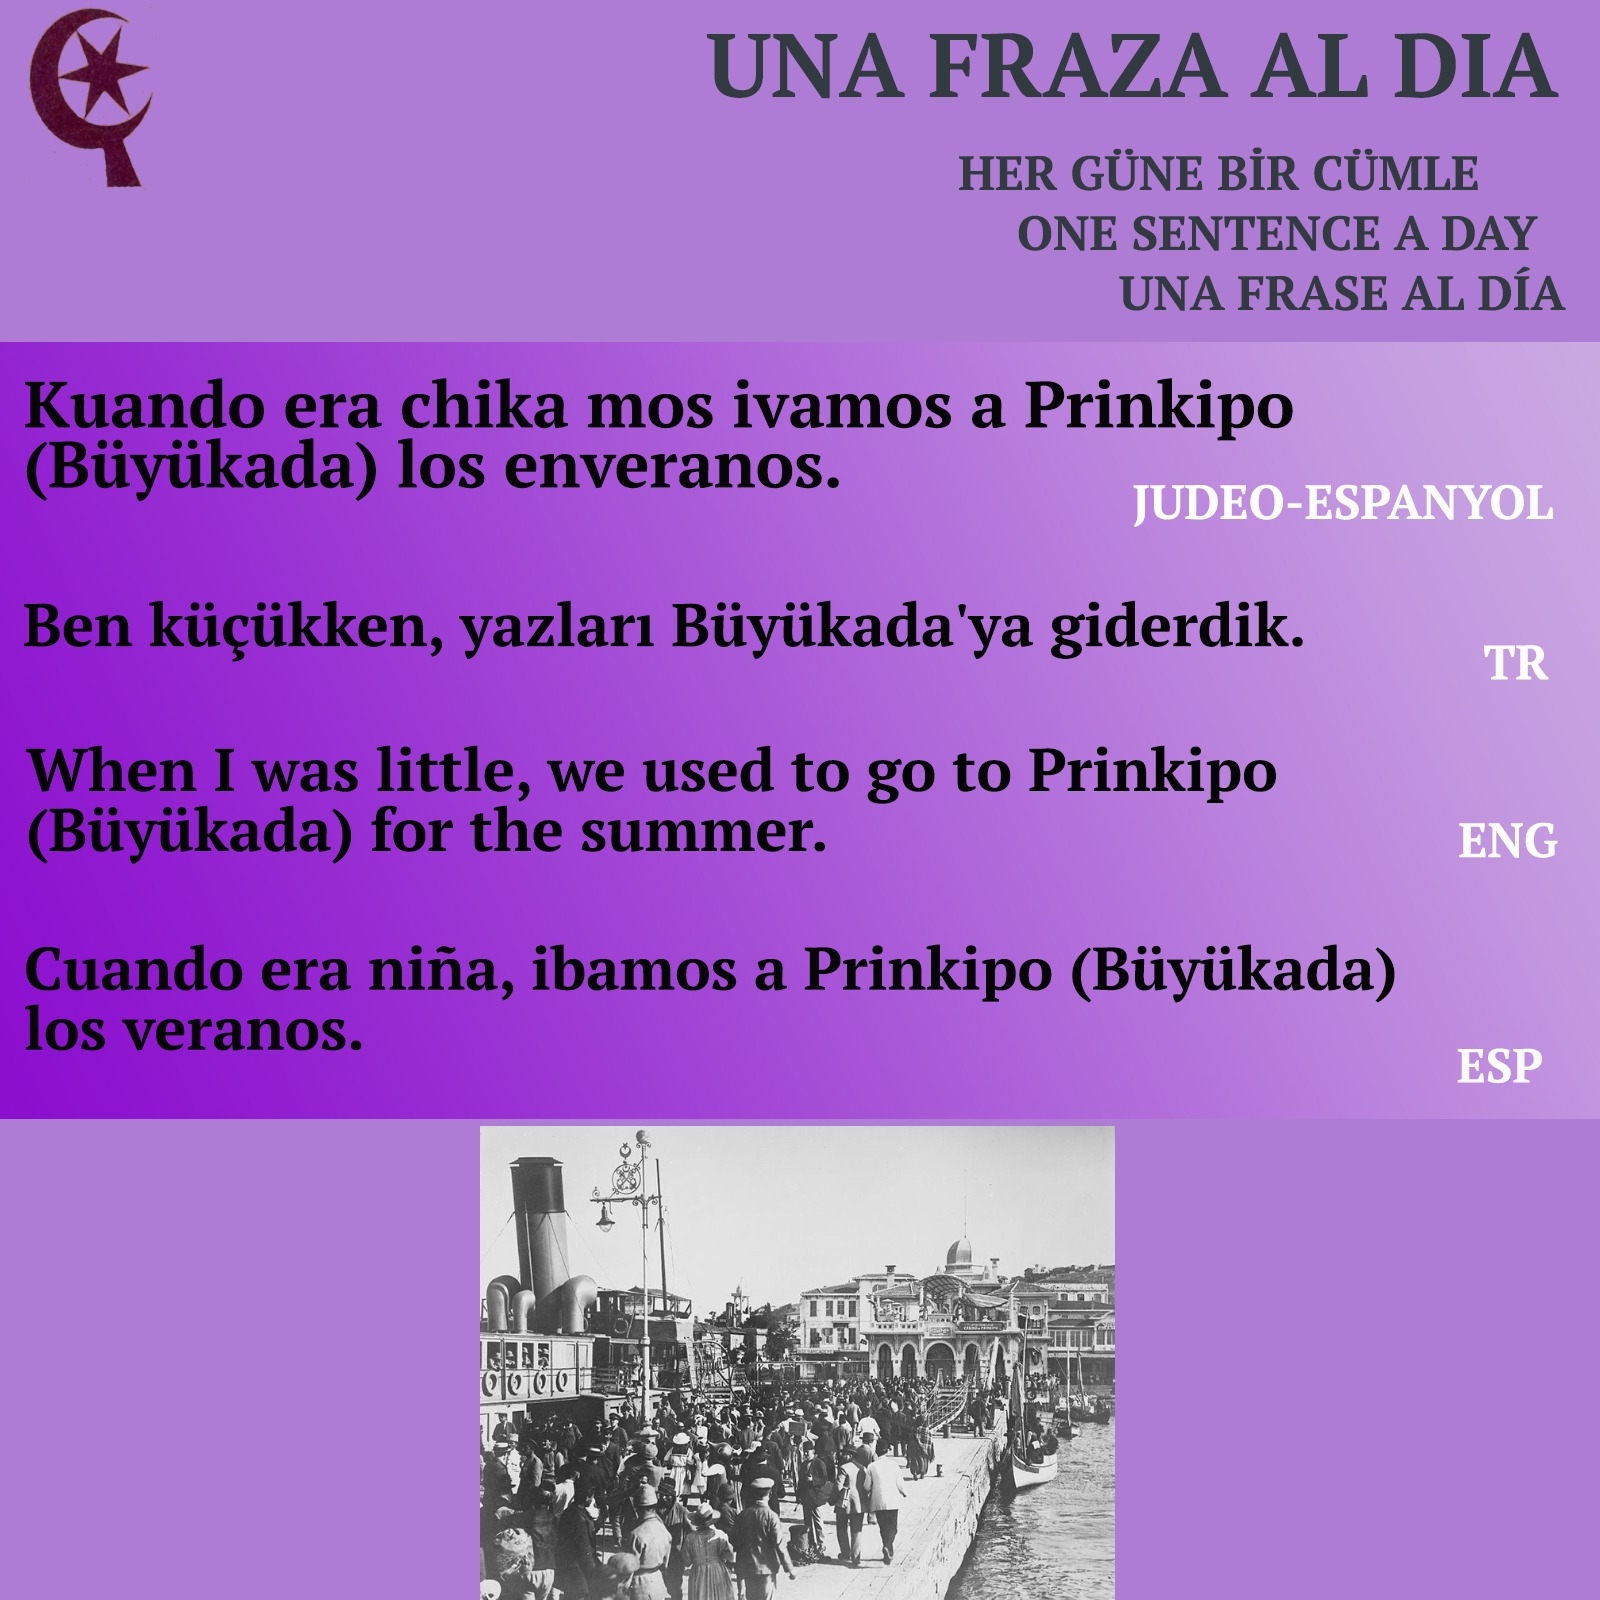 UNA FRAZA AL DIA
HER GÜNE BİR CÜMLE
ONE SENTENCE A DAY
UNA FRASE AL DÍA
Kuando era chika mos ivamos a Prinkipo
(Büyükada) los enveranos.
JUDEO-ESPANYOL
Ben küçükken, yazları Büyükada'ya giderdik.
TR
When I was little, we used to go to Prinkipo
(Büyükada) for the summer.
ENG
Cuando era niña, ibamos a Prinkipo (Büyükada)
los veranos.
ESP